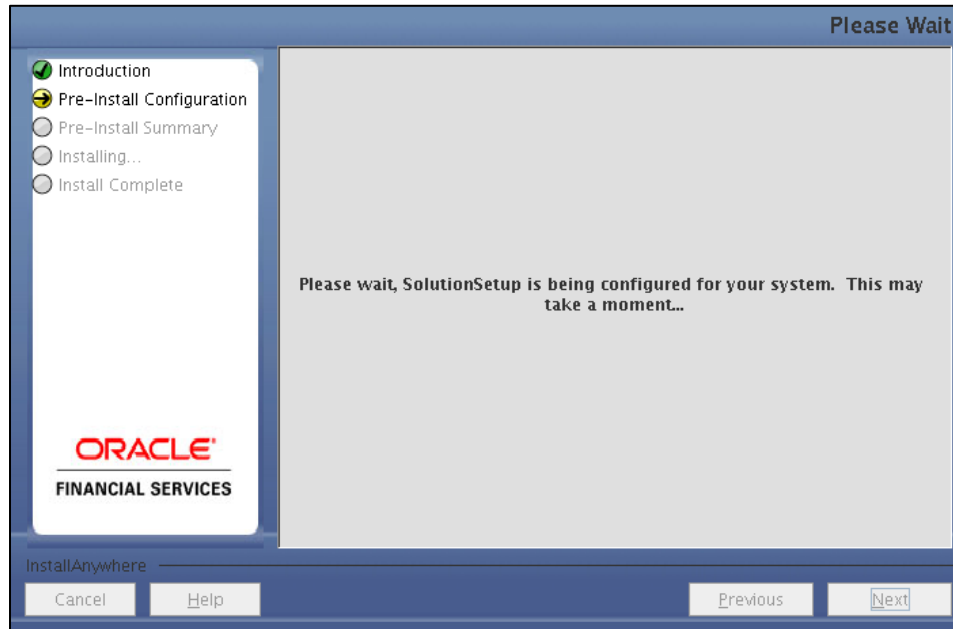 Please Wait
Introduction
Pre-Install Configuration
Pre-Install Summary
Installing...
Install Complete
Please wait, SolutionSetup is being configured for your system. This may
take a moment...
ORACLE'
FINANCIAL SERVICES
InstallAnywhere
Cancel
Help
Previous
Next